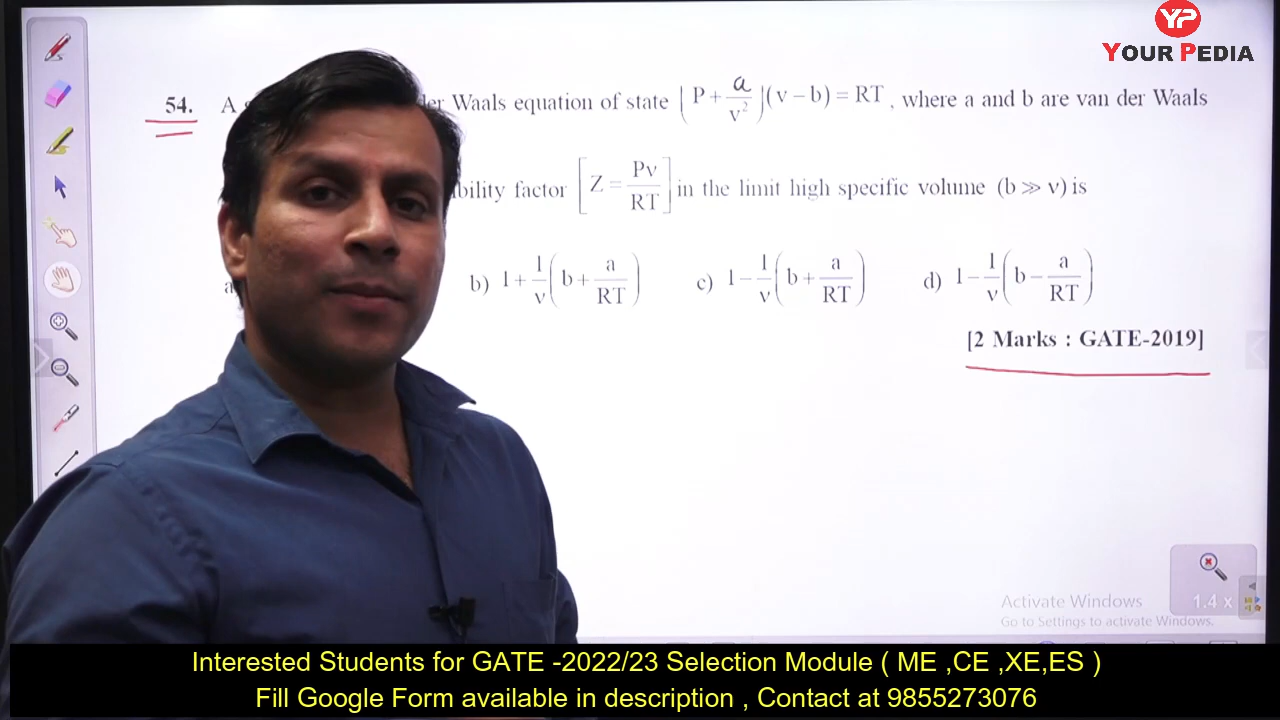 YP
YOUR PEDIA
54. A der Waals equation of state (P + a/v²)(v − b) = RT , where a and b are van der Waals
bility factor [Z = Pv/RT] in the limit high specific volume (b ≫ v) is
a b) 1 + 1/v (b + a/RT) c) 1 − 1/v (b + a/RT) d) 1 − 1/v (b − a/RT)
[2 Marks : GATE-2019]
Activate Windows
Go to Settings to activate Windows.
1.4 x
Interested Students for GATE -2022/23 Selection Module ( ME ,CE ,XE,ES )
Fill Google Form available in description , Contact at 9855273076